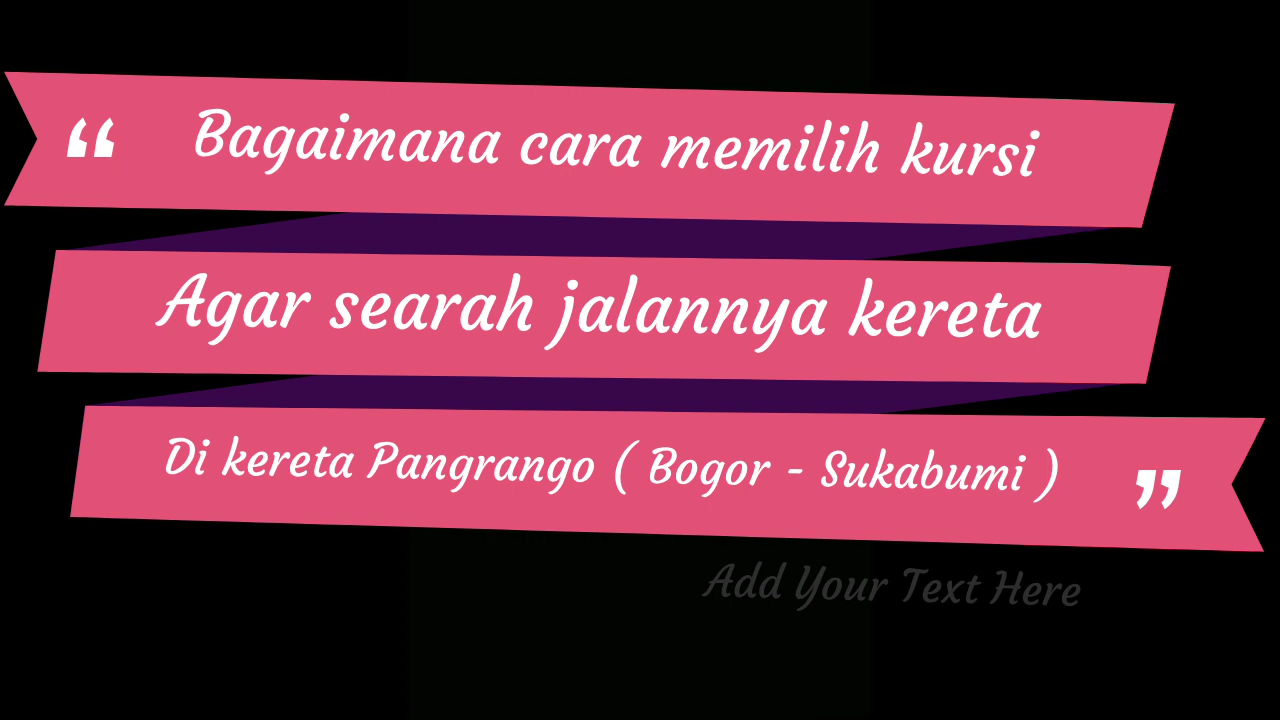 “ Bagaimana cara memilih kursi
Agar searah jalannya kereta
Di kereta Pangrango ( Bogor - Sukabumi ) ”
Add Your Text Here